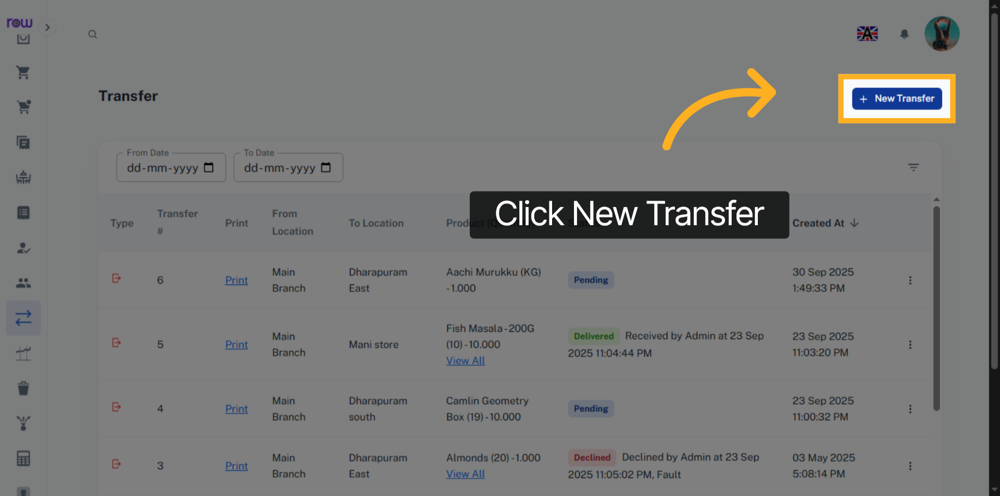 row
A
Transfer
+ New Transfer
From Date
dd-mm-yyyy
To Date
dd-mm-yyyy
Click New Transfer
Type
Transfer
#
Print
From
Location
To Location
Created At
6
Print
Main
Branch
Dharapuram
East
Aachi Murukku (KG)
- 1.000
Pending
30 Sep 2025
1:49:33 PM
5
Print
Main
Branch
Mani store
Fish Masala - 200G
(10) - 10.000
View All
Delivered Received by Admin at 23 Sep
2025 11:04:44 PM
23 Sep 2025
11:03:20 PM
4
Print
Main
Branch
Dharapuram
south
Camlin Geometry
Box (19) - 10.000
Pending
23 Sep 2025
11:00:32 PM
3
Print
Main
Branch
Dharapuram
East
Almonds (20) - 1.000
View All
Declined Declined by Admin at 23 Sep
2025 11:05:02 PM, Fault
03 May 2025
5:08:14 PM